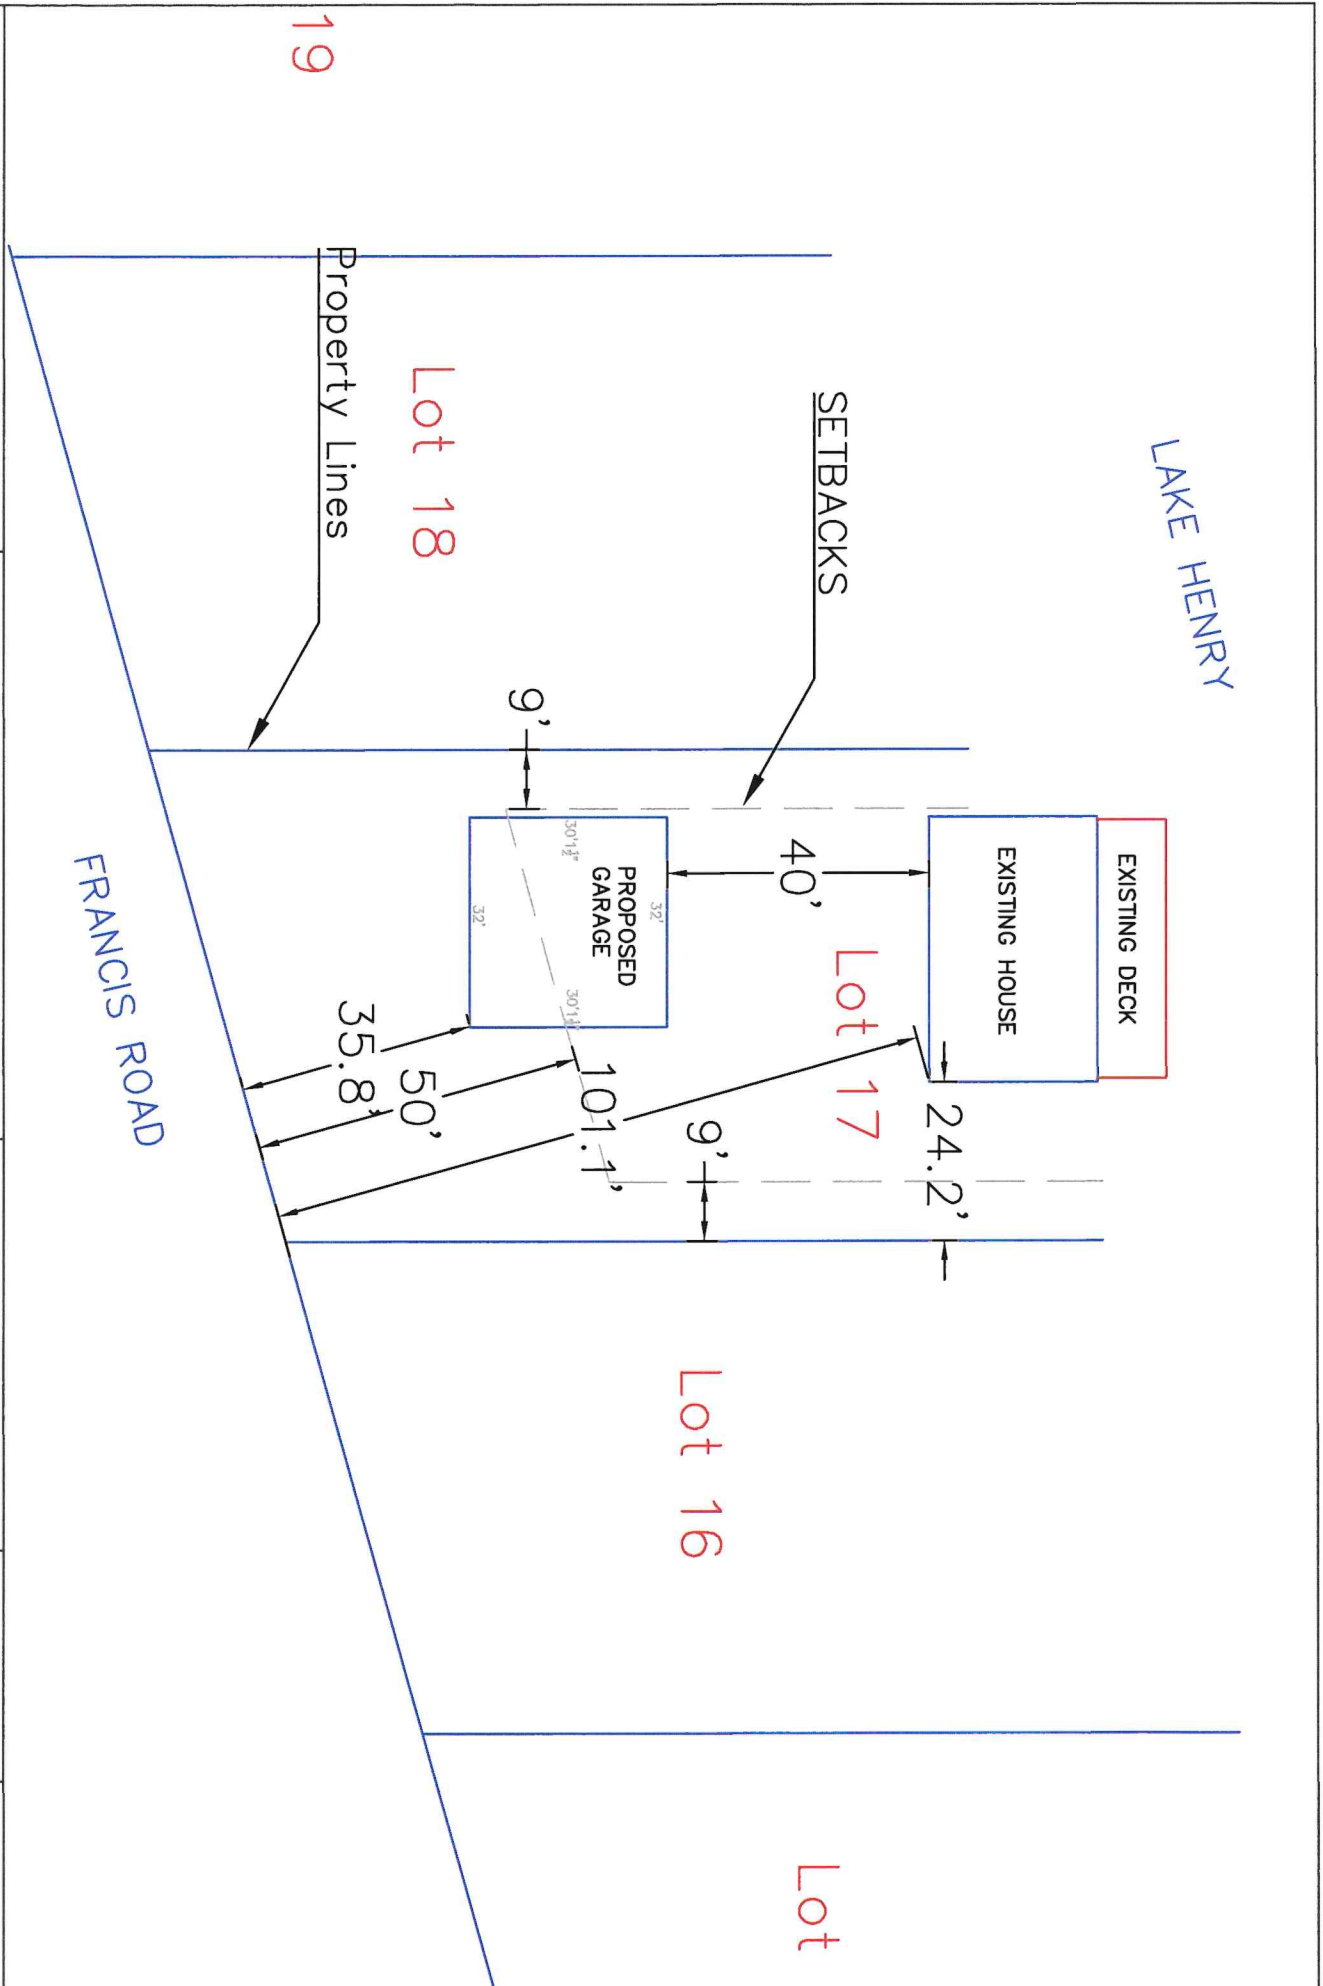 LAKE HENRY
EXISTING DECK
EXISTING HOUSE
24.2'
SETBACKS
40'
Lot 17
Lot
9'
Lot 16
PROPOSED
GARAGE
32'
30'1½"
30'1½"
32'
9'
101.1'
50'
35.8'
Lot 18
Property Lines
19
FRANCIS ROAD